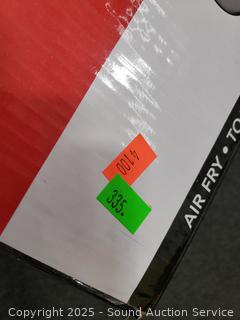 4100
335.
AIR FRY • TO
Copyright 2025 - Sound Auction Service